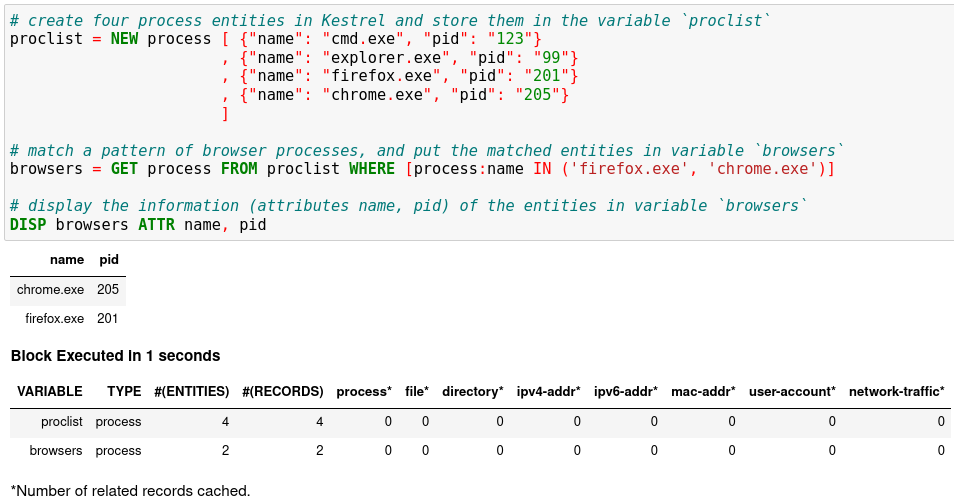 # create four process entities in Kestrel and store them in the variable `proclist`
proclist = NEW process [ {"name": "cmd.exe", "pid": "123"}
, {"name": "explorer.exe", "pid": "99"}
, {"name": "firefox.exe", "pid": "201"}
, {"name": "chrome.exe", "pid": "205"}
]
# match a pattern of browser processes, and put the matched entities in variable `browsers`
browsers = GET process FROM proclist WHERE [process:name IN ('firefox.exe', 'chrome.exe')]
# display the information (attributes name, pid) of the entities in variable `browsers`
DISP browsers ATTR name, pid
name pid
chrome.exe 205
firefox.exe 201
Block Executed in 1 seconds
VARIABLE TYPE #(ENTITIES) #(RECORDS) process* file* directory* ipv4-addr* ipv6-addr* mac-addr* user-account* network-traffic*
proclist process 4 4 0 0 0 0 0 0 0 0
browsers process 2 2 0 0 0 0 0 0 0 0
*Number of related records cached.